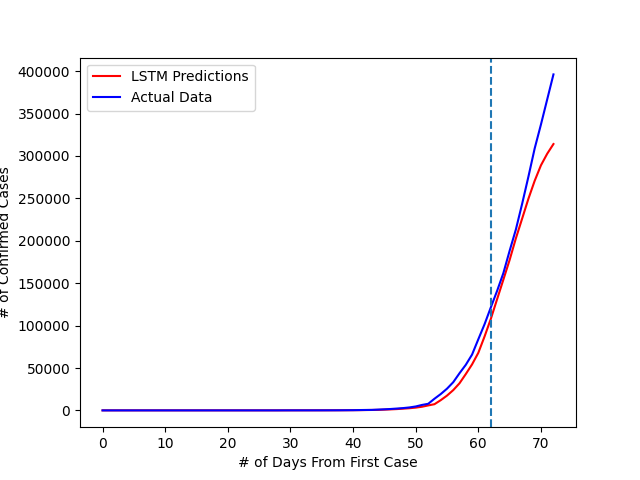 LSTM Predictions
Actual Data
400000
350000
300000
250000
200000
150000
100000
50000
0
# of Confirmed Cases
0 10 20 30 40 50 60 70
# of Days From First Case